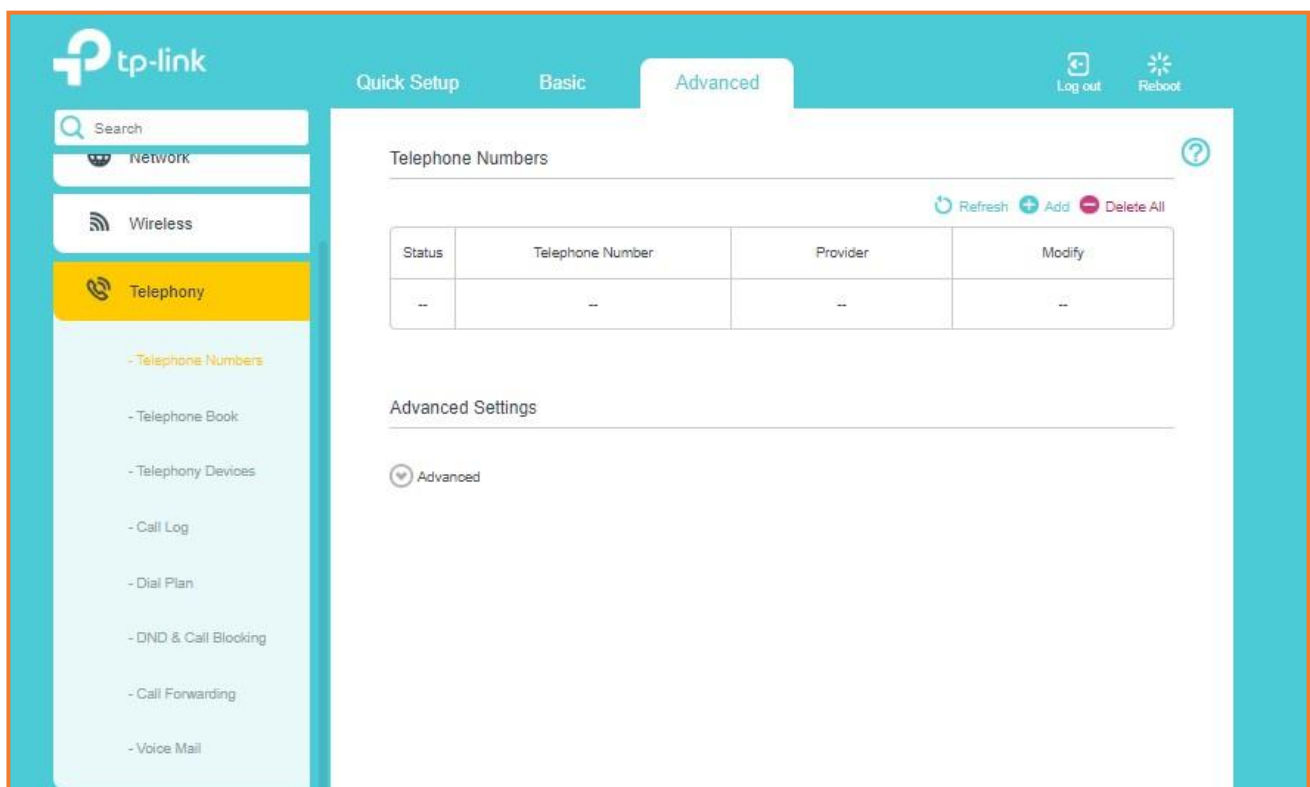 tp-link
Quick Setup Basic Advanced
Log out Reboot
Search
Network
Wireless
Telephony
- Telephone Numbers
- Telephone Book
- Telephony Devices
- Call Log
- Dial Plan
- DND & Call Blocking
- Call Forwarding
- Voice Mail
Telephone Numbers
?
Refresh Add Delete All
Status Telephone Number Provider Modify
-- -- -- --
Advanced Settings
Advanced